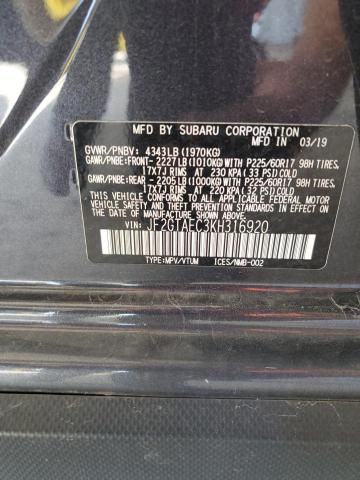 MFD BY SUBARU CORPORATION
MFD IN 03/19
GVWR/PNBV: 4343LB(1970KG)
GAWR/PNBE:FRONT- 2227LB(1010KG)WITH P225/60R17 98H TIRES,
17X7J RIMS AT 230 KPA(33 PSI)COLD
GAWR/PNBE:REAR - 2205LB(1000KG)WITH P225/60R17 98H TIRES,
17X7J RIMS AT 220 KPA(32 PSI)COLD
THIS VEHICLE CONFORMS TO ALL APPLICABLE FEDERAL
MOTOR VEHICLE SAFETY AND THEFT PREVENTION
STANDARDS IN EFFECT ON THE DATE OF
MANUFACTURE SHOWN ABOVE.
VIN: JF2GTAEC3KH316920
TYPE:MPV/VTUM ICES/NMB-002